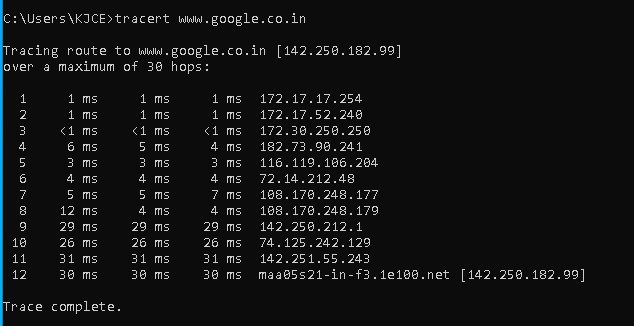 C:\Users\KJCE>tracert www.google.co.in
Tracing route to www.google.co.in [142.250.182.99]
over a maximum of 30 hops:
1 1 ms 1 ms 1 ms 172.17.17.254
2 1 ms 1 ms 1 ms 172.17.52.240
3 <1 ms <1 ms <1 ms 172.30.250.250
4 6 ms 5 ms 4 ms 182.73.90.241
5 3 ms 3 ms 3 ms 116.119.106.204
6 4 ms 4 ms 4 ms 72.14.212.48
7 5 ms 5 ms 7 ms 108.170.248.177
8 12 ms 4 ms 4 ms 108.170.248.179
9 29 ms 29 ms 29 ms 142.250.212.1
10 26 ms 26 ms 26 ms 74.125.242.129
11 31 ms 31 ms 31 ms 142.251.55.243
12 30 ms 30 ms 30 ms maa05s21-in-f3.1e100.net [142.250.182.99]
Trace complete.